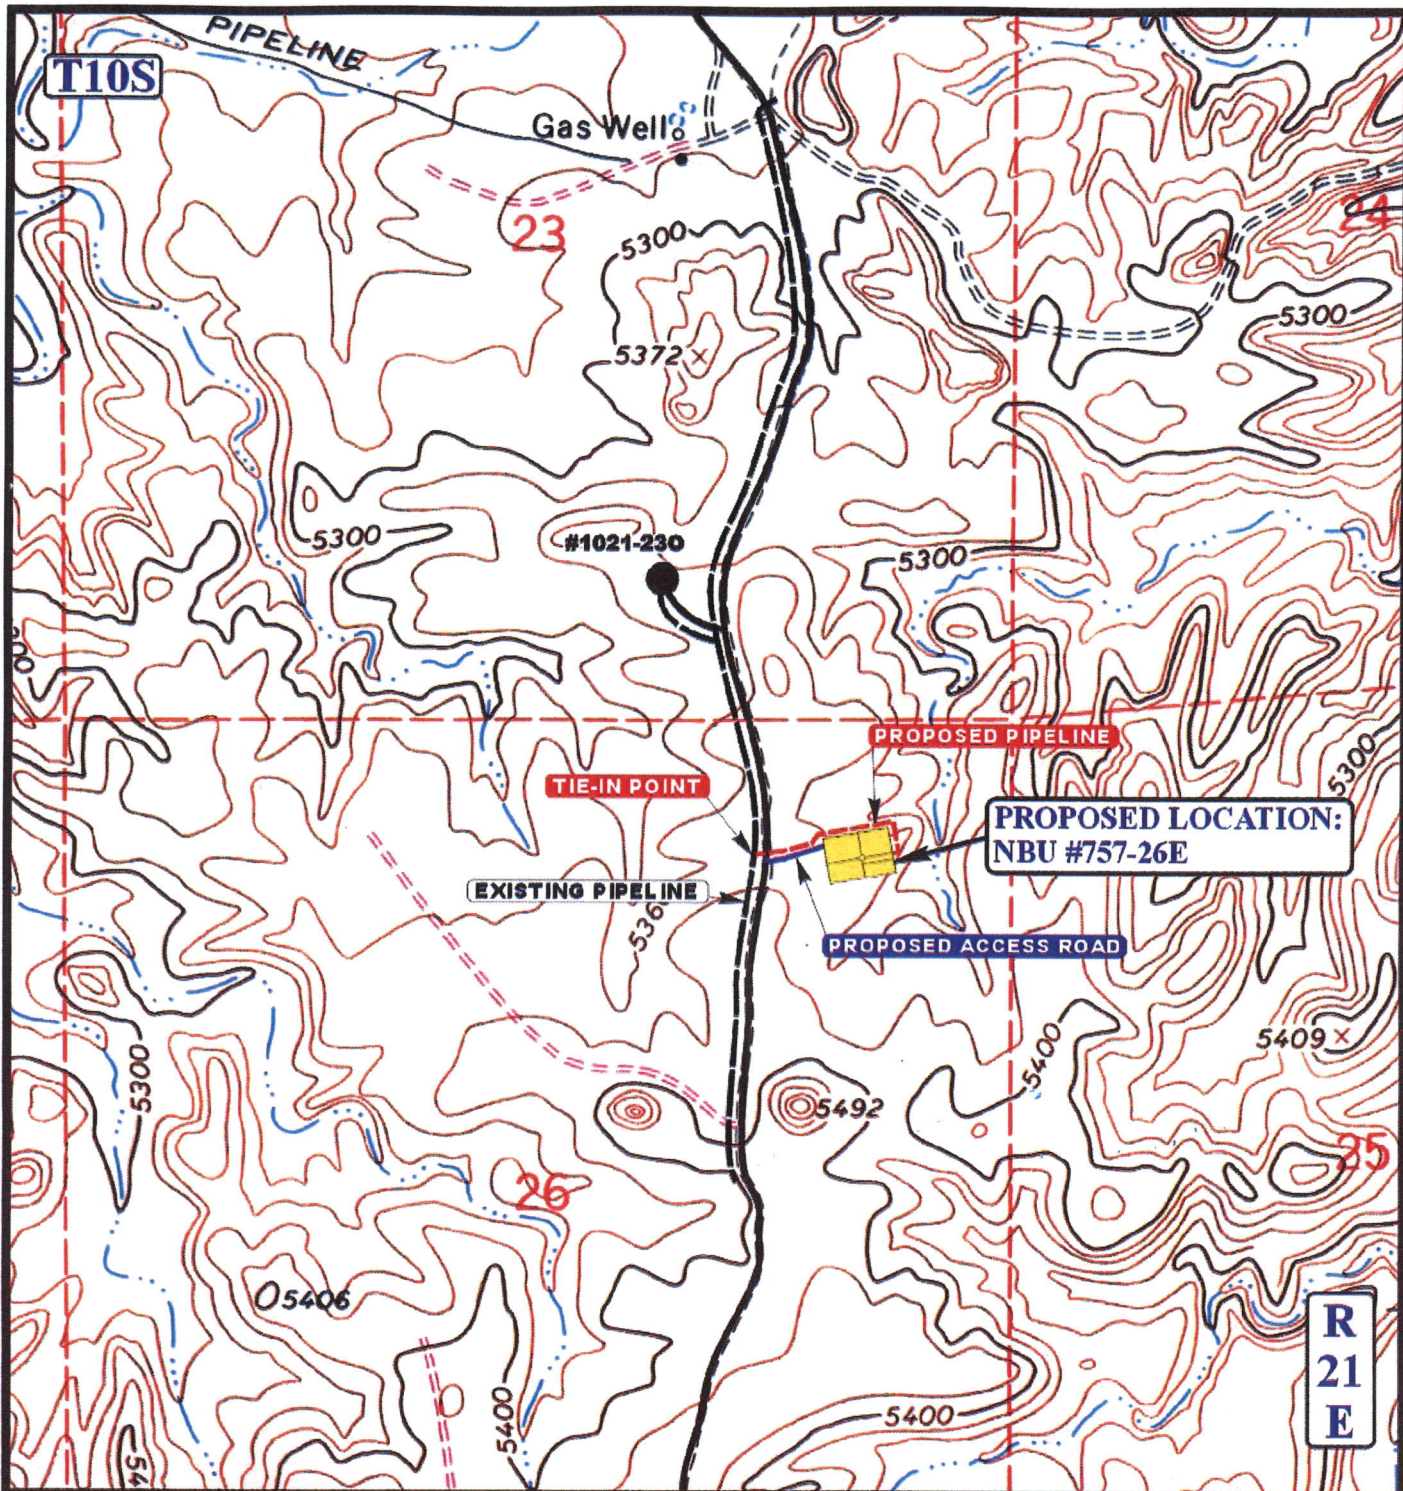 PIPELINE
T10S
Gas Well
23
24
5300
5300
5372
5300
#1021-23O
5300
PROPOSED PIPELINE
TIE-IN POINT
5300
PROPOSED LOCATION:
NBU #757-26E
EXISTING PIPELINE
PROPOSED ACCESS ROAD
5400
5409
5300
5492
25
26
5406
R
21
E
5400
5400